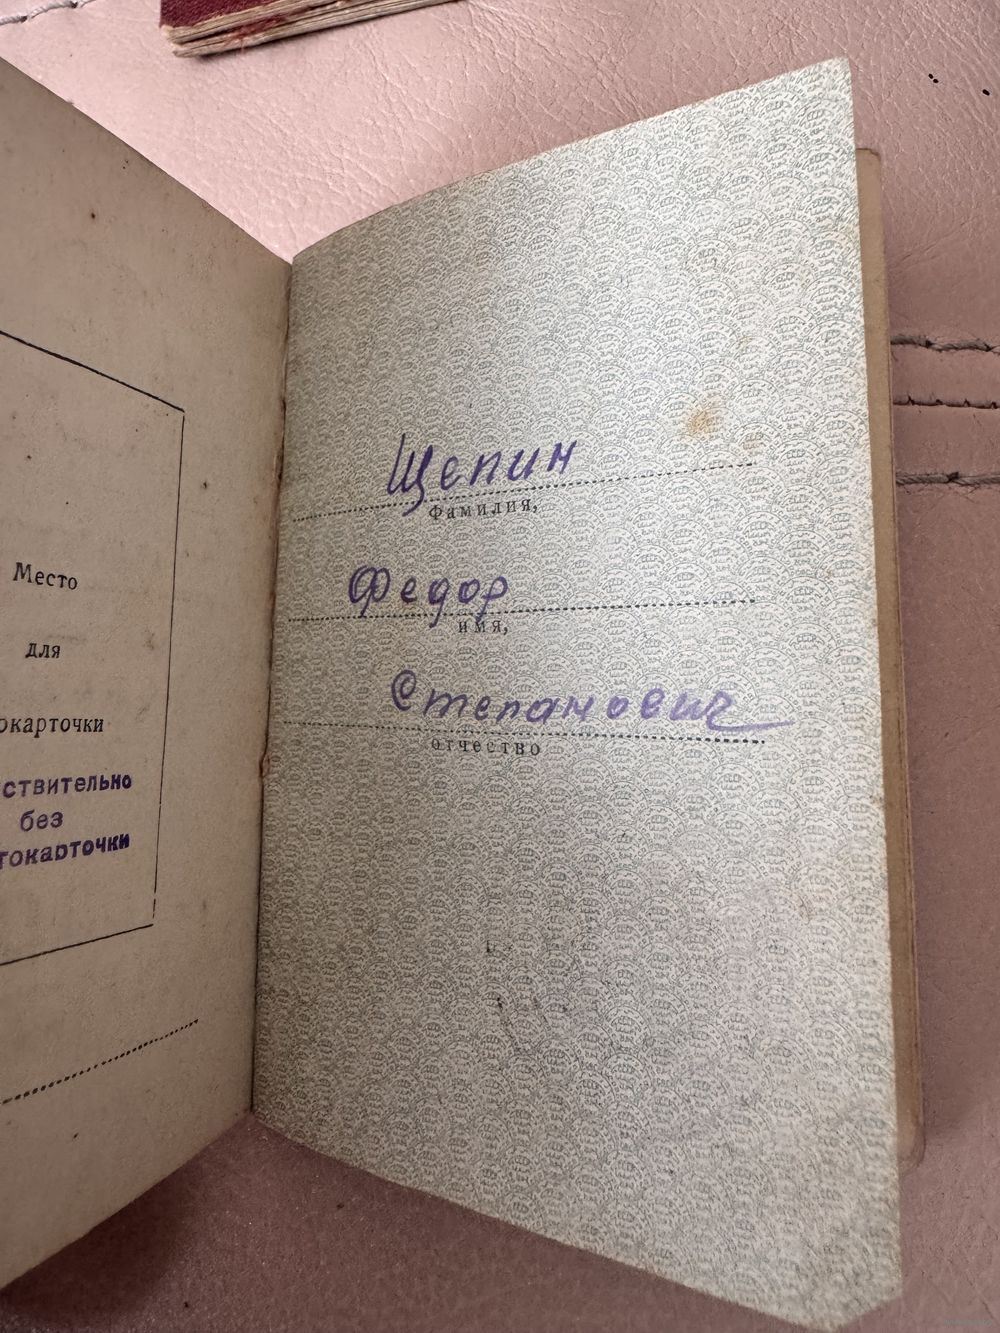 Место
для
окарточки
ствительно
без
токарточки
Щепин
Фамилия,
Федор
имя,
Степанович
отчество